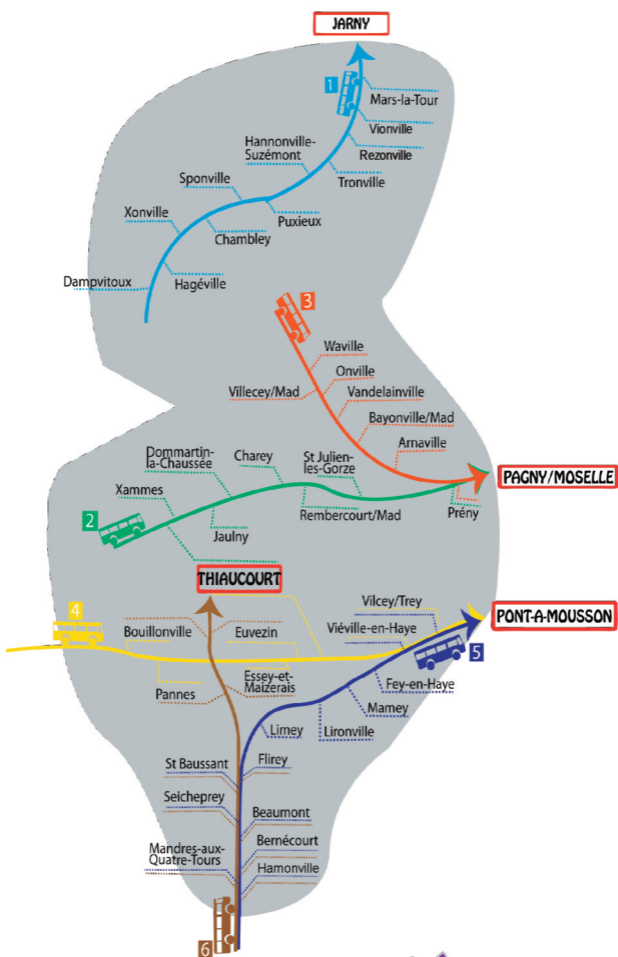 JARNY
1
Mars-la-Tour
Vionville
Hannonville-
Suzémont
Rezonville
Sponville
Tronville
Xonville
Puxieux
Chambley
Dampvitoux
Hagéville
3
Waville
Onville
Villecey/Mad
Vandelainville
Bayonville/Mad
Arnaville
Dommartin-
la-Chaussée
Charey
St Julien-
les-Gorze
PAGNY/MOSELLE
Xammes
Prény
2
Jaulny
Rembercourt/Mad
THIAUCOURT
4
Vilcey/Trey
PONT-A-MOUSSON
Bouillonville
Euvezin
Viéville-en-Haye
5
Essey-et-
Maizerais
Fey-en-Haye
Pannes
Mamey
Limey
Lironville
St Baussant
Flirey
Seicheprey
Beaumont
Bernécourt
Mandres-aux-
Quatre-Tours
Hamonville
6